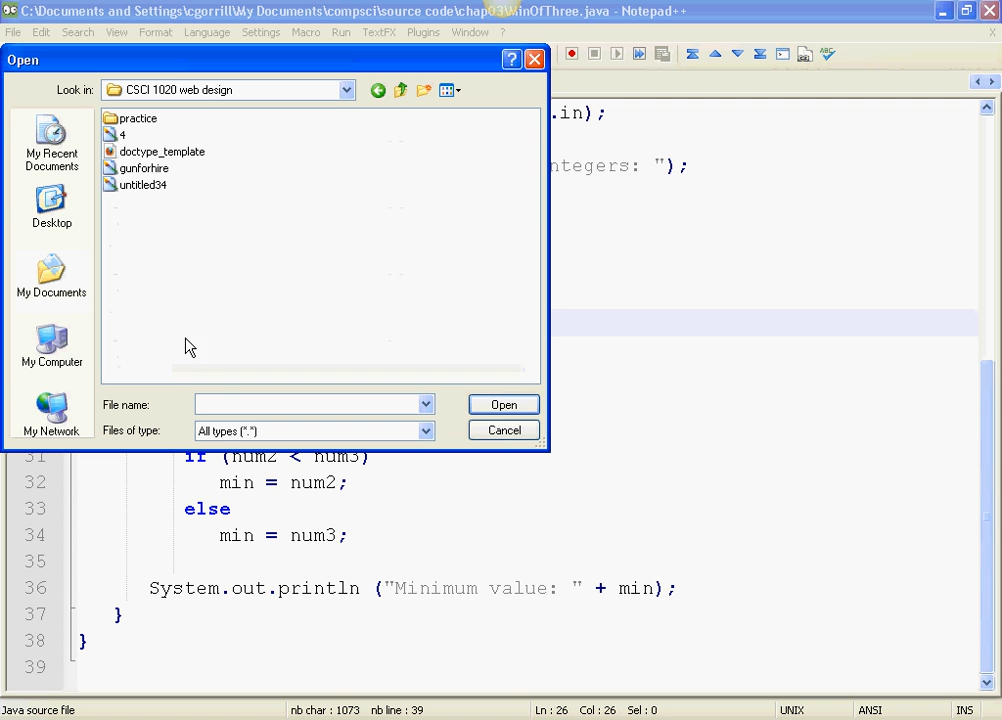 C:\Documents and Settings\cgorrill\My Documents\compsci\source code\chap03\MinOfThree.java - Notepad++
File Edit Search View Format Language Settings Macro Run TextFX Plugins Window ? X
Open
Look in: CSCI 1020 web design
My Recent Documents
Desktop
My Documents
My Computer
My Network
practice
4
doctype_template
gunforhire
untitled34
File name: Open
Files of type: All types (*.*) Cancel
.in);
ntegers: ");
31 if (num2 < num3)
32 min = num2;
33 else
34 min = num3;
35
36 System.out.println ("Minimum value: " + min);
37 }
38 }
39
Java source file nb char : 1073 nb line : 39 Ln : 26 Col : 26 Sel : 0 UNIX ANSI INS